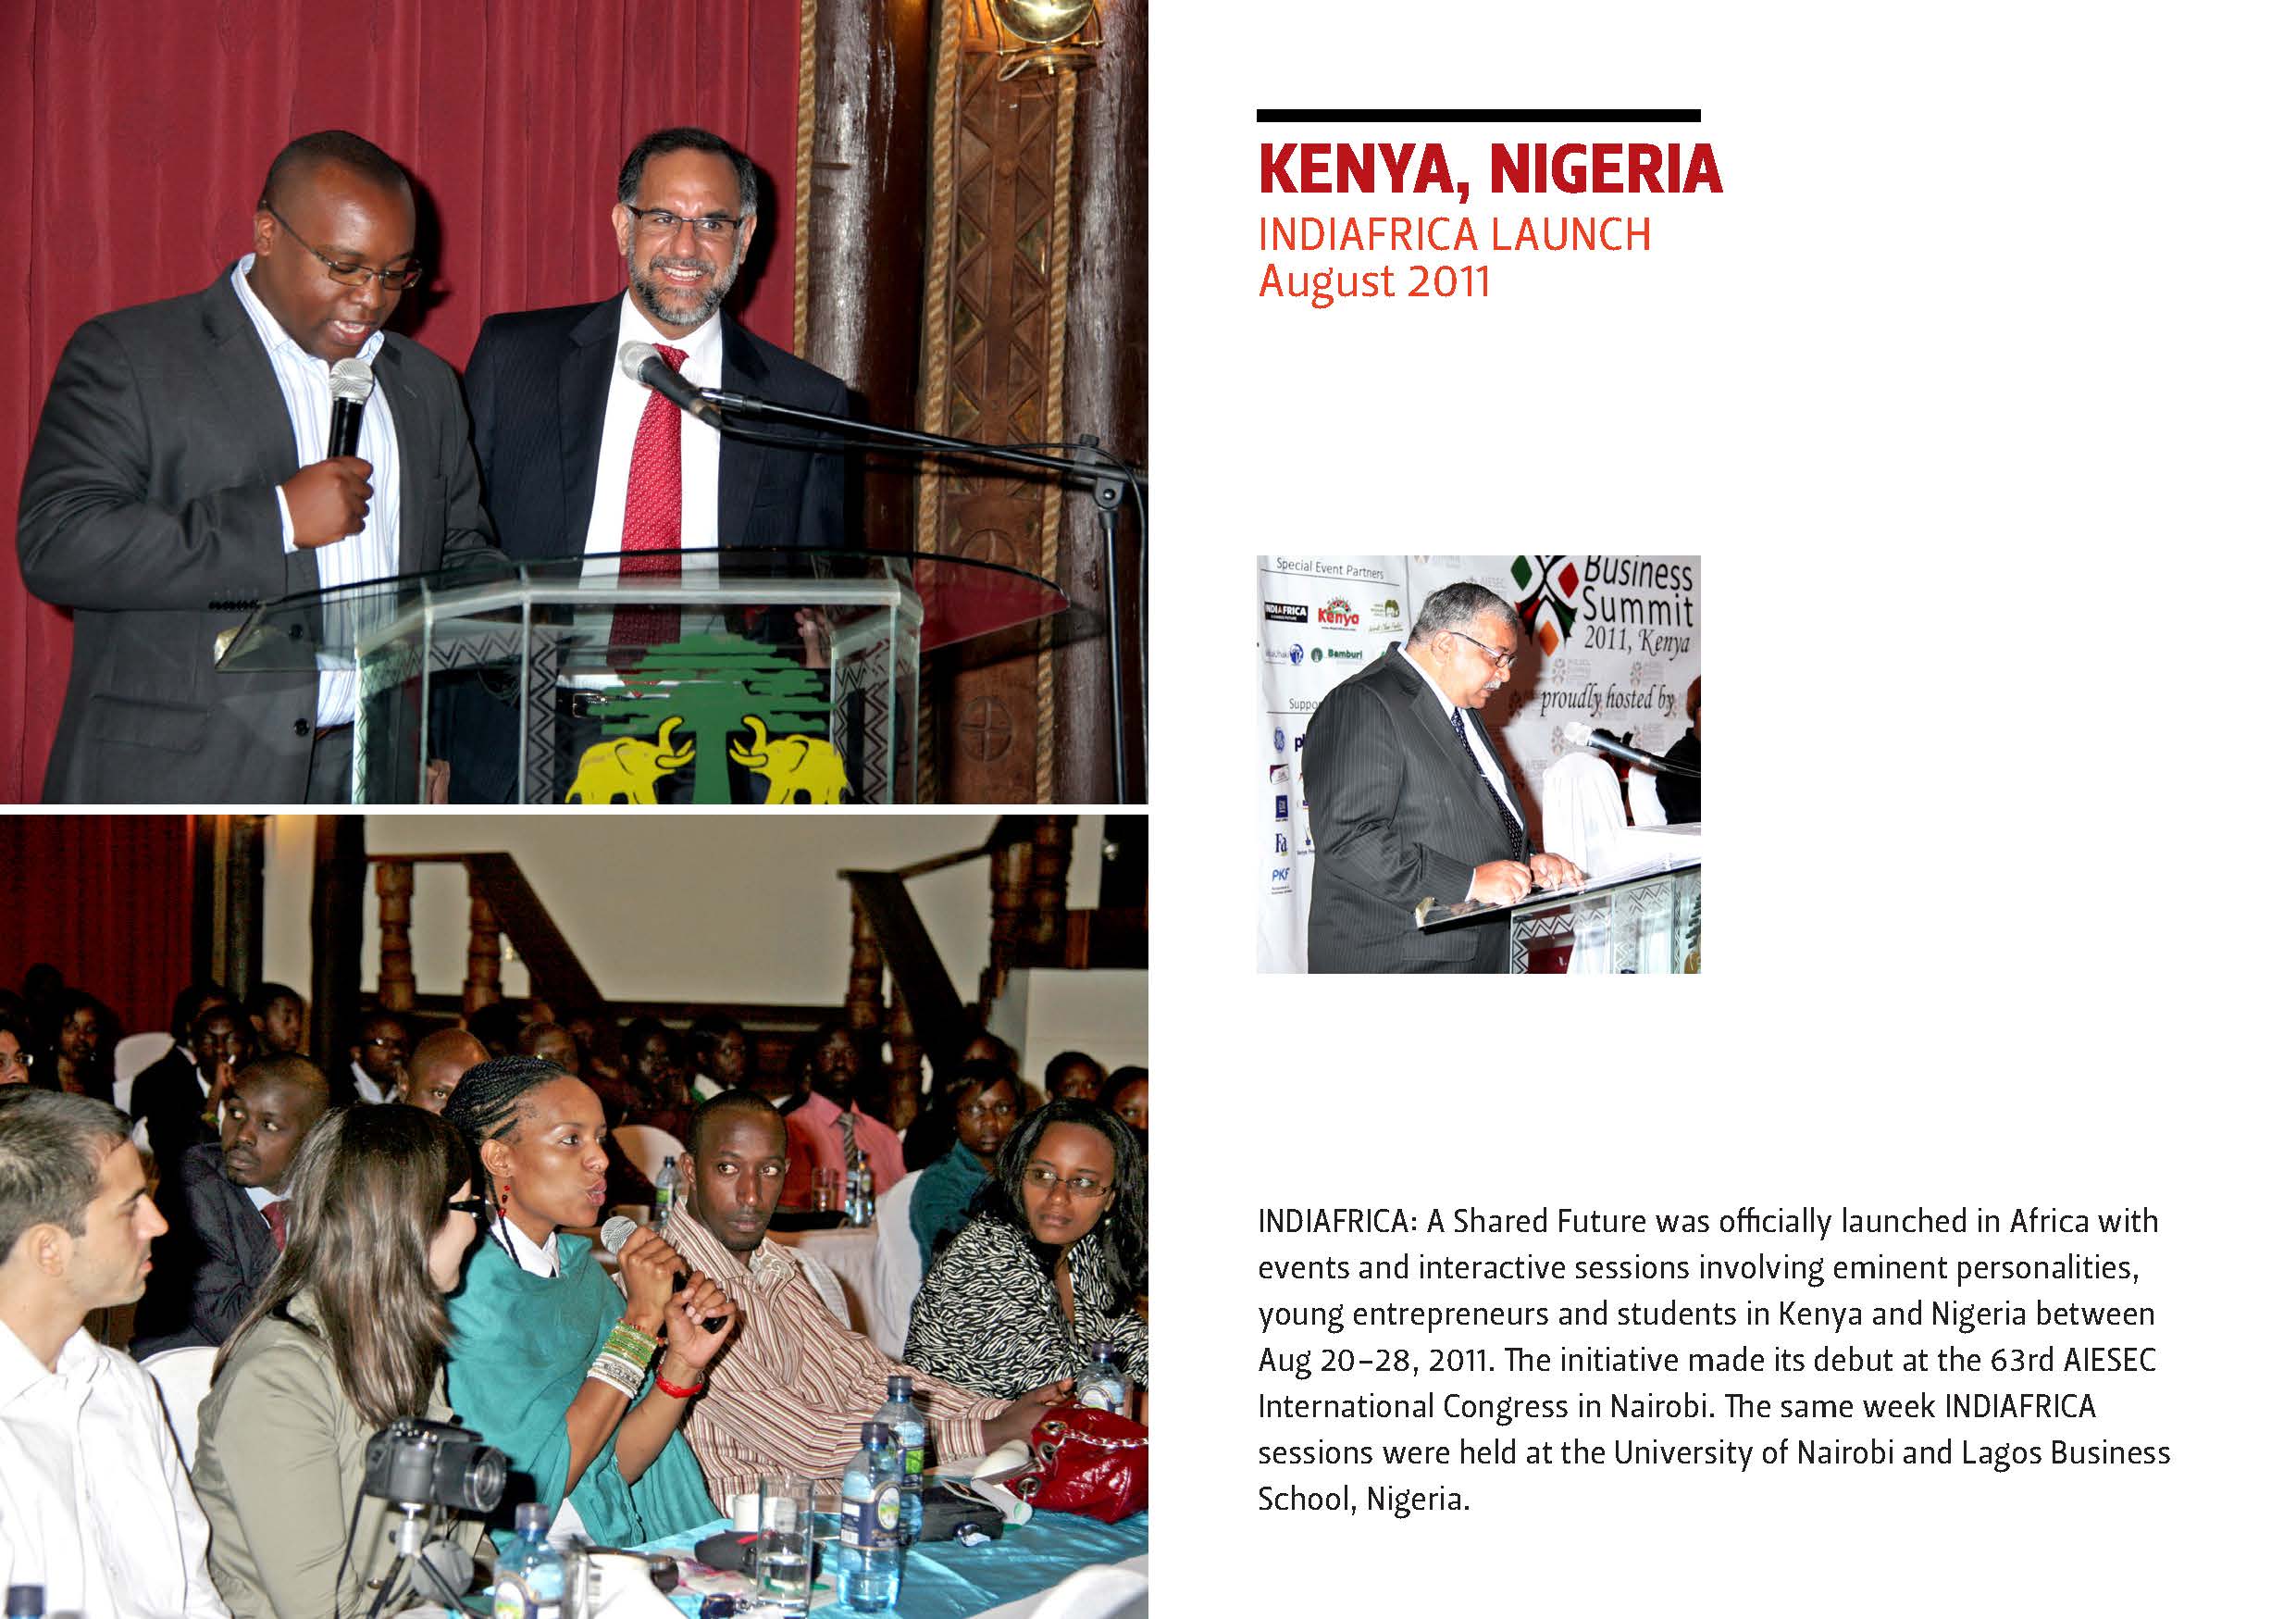 KENYA, NIGERIA
INDIAFRICA LAUNCH
August 2011
Special Event Partners
INDIAFRICA
Kenya
Bamburi
Suppo
Fa
PKF
Business
Summit
2011, Kenya
proudly hosted by
INDIAFRICA: A Shared Future was officially launched in Africa with
events and interactive sessions involving eminent personalities,
young entrepreneurs and students in Kenya and Nigeria between
Aug 20–28, 2011. The initiative made its debut at the 63rd AIESEC
International Congress in Nairobi. The same week INDIAFRICA
sessions were held at the University of Nairobi and Lagos Business
School, Nigeria.